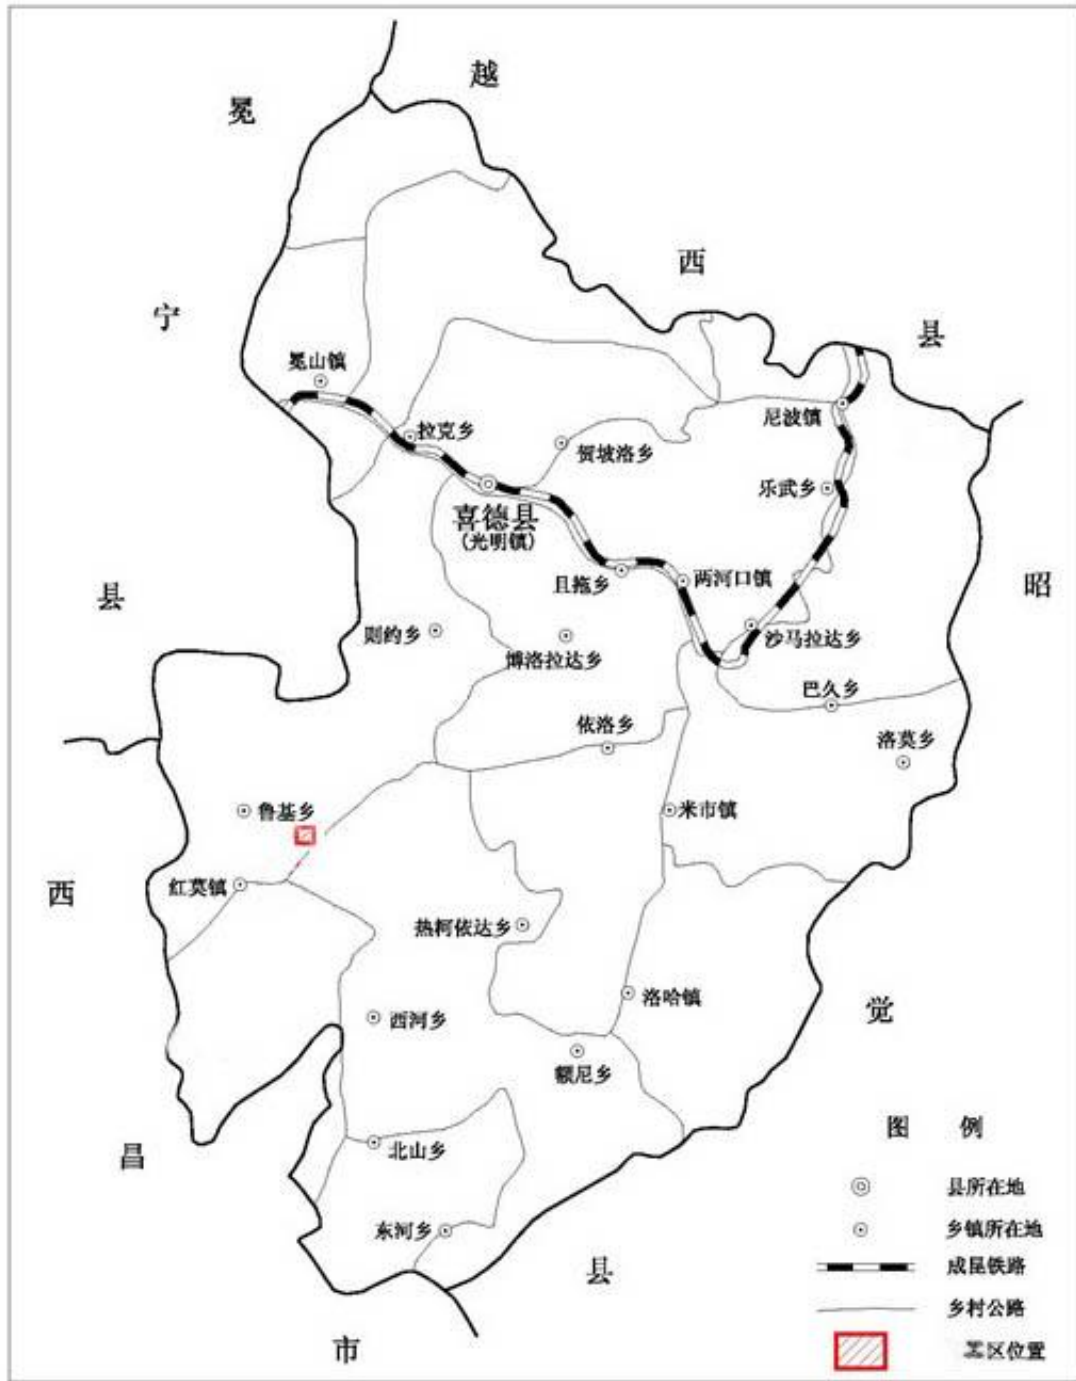 越
冕
西
宁
县
冕山镇
尼波镇
拉克乡
贺坡洛乡
乐武乡
喜德县
(光明镇)
且拖乡
两河口镇
昭
县
则约乡
博洛拉达乡
沙马拉达乡
巴久乡
依洛乡
洛莫乡
鲁基乡
米市镇
红莫镇
西
热柯依达乡
洛哈镇
觉
西河乡
额尼乡
图 例
昌
北山乡
县所在地
东河乡
乡镇所在地
县
成昆铁路
乡村公路
市
区位置